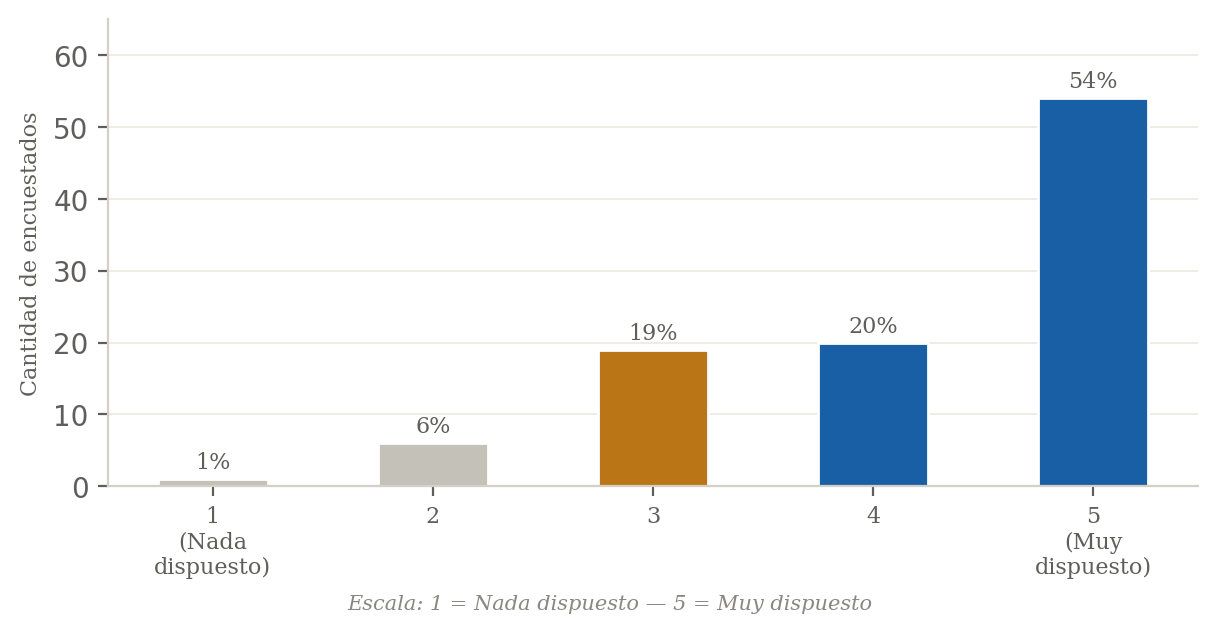 60
50
40
30
20
10
0
Cantidad de encuestados
1%
6%
19%
20%
54%
1
(Nada
dispuesto)
2
3
4
5
(Muy
dispuesto)
Escala: 1 = Nada dispuesto — 5 = Muy dispuesto